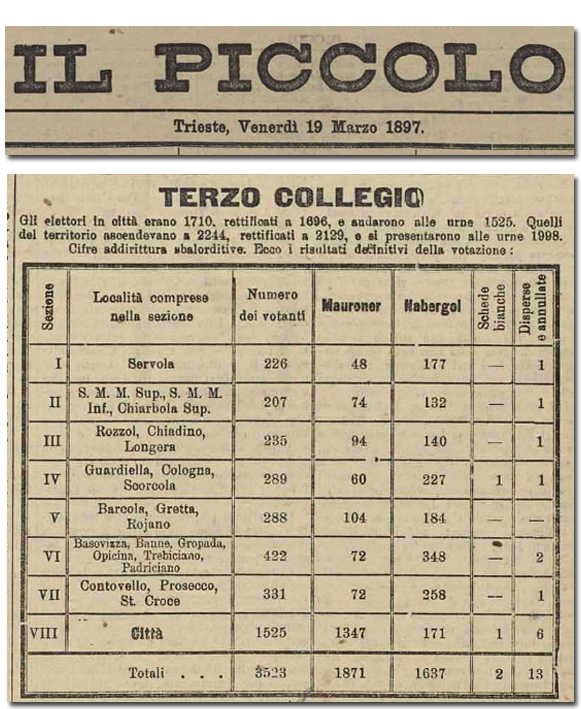 IL PICCOLO
Trieste, Venerdì 19 Marzo 1897.
TERZO COLLEGIO
Gli elettori in città erano 1710, rettificati a 1696, e andarono alle urne 1525. Quelli
del territorio ascendevano a 2244, rettificati a 2129, e si presentarono alle urne 1998.
Cifre addirittura sbalorditive. Ecco i risultati definitivi della votazione:
Sezione Località comprese nella sezione Numero dei votanti Mauroner Nabergoi Schede bianche Disperse e annullate
I Servola 226 48 177 — 1
II S. M. M. Sup., S. M. M. Inf., Chiarbola Sup. 207 74 132 — 1
III Rozzol, Chiadino, Longera 235 94 140 — 1
IV Guardiella, Cologna, Scorcola 289 60 227 1 1
V Barcola, Gretta, Rojano 288 104 184 — —
VI Basovizza, Banne, Gropada, Opicina, Trebiciano, Padriciano 422 72 348 — 2
VII Contovello, Prosecco, St. Croce 331 72 258 — 1
VIII Città 1525 1347 171 1 6
Totali . . . 3523 1871 1637 2 13